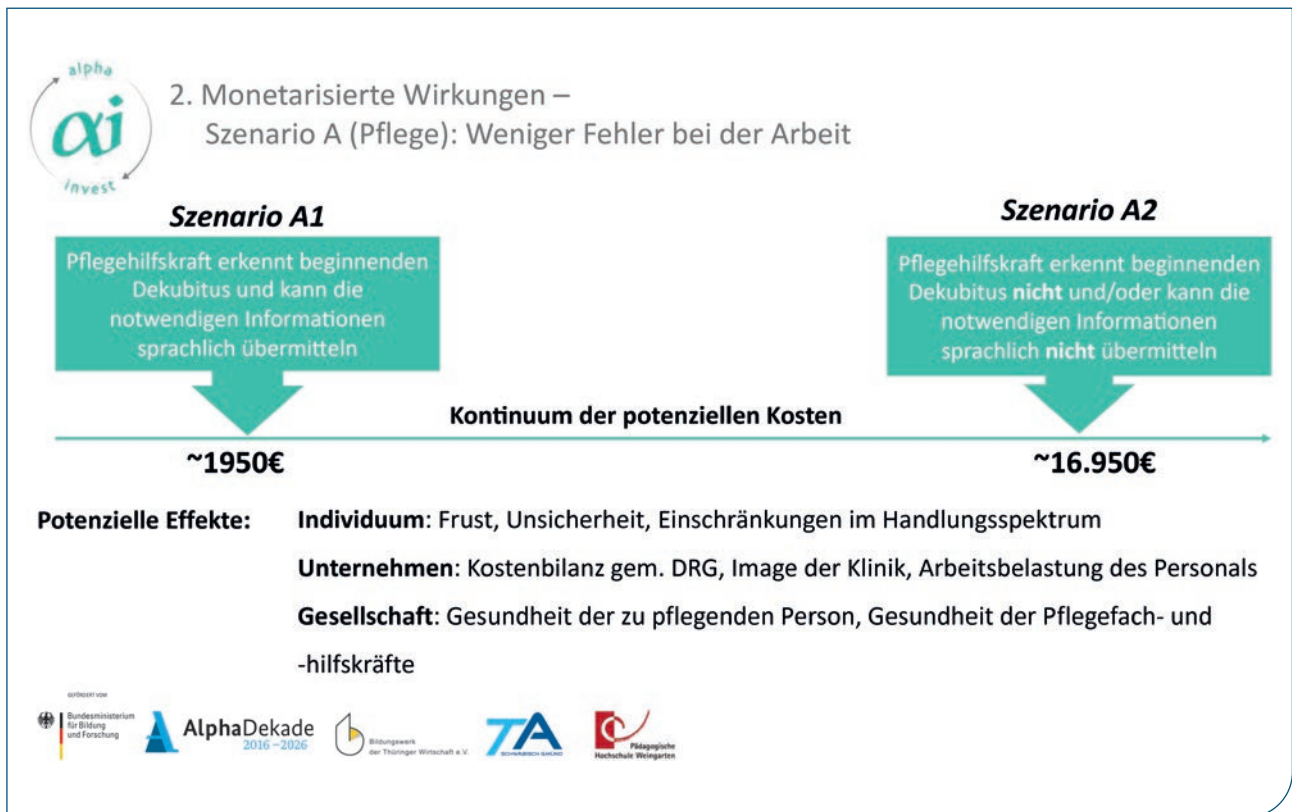 alpha
αi
invest
2. Monetarisierte Wirkungen –
Szenario A (Pflege): Weniger Fehler bei der Arbeit
Szenario A1
Pflegehilfskraft erkennt beginnenden
Dekubitus und kann die
notwendigen Informationen
sprachlich übermitteln
Szenario A2
Pflegehilfskraft erkennt beginnenden
Dekubitus nicht und/oder kann die
notwendigen Informationen
sprachlich nicht übermitteln
Kontinuum der potenziellen Kosten
~1950€
~16.950€
Potenzielle Effekte: Individuum: Frust, Unsicherheit, Einschränkungen im Handlungsspektrum
Unternehmen: Kostenbilanz gem. DRG, Image der Klinik, Arbeitsbelastung des Personals
Gesellschaft: Gesundheit der zu pflegenden Person, Gesundheit der Pflegefach- und
-hilfskräfte
GEFÖRDERT VOM
Bundesministerium
für Bildung
und Forschung
AlphaDekade
2016–2026
Bildungswerk
der Thüringer Wirtschaft e.V.
TA
SCHWÄBISCH GMÜND
Pädagogische
Hochschule Weingarten